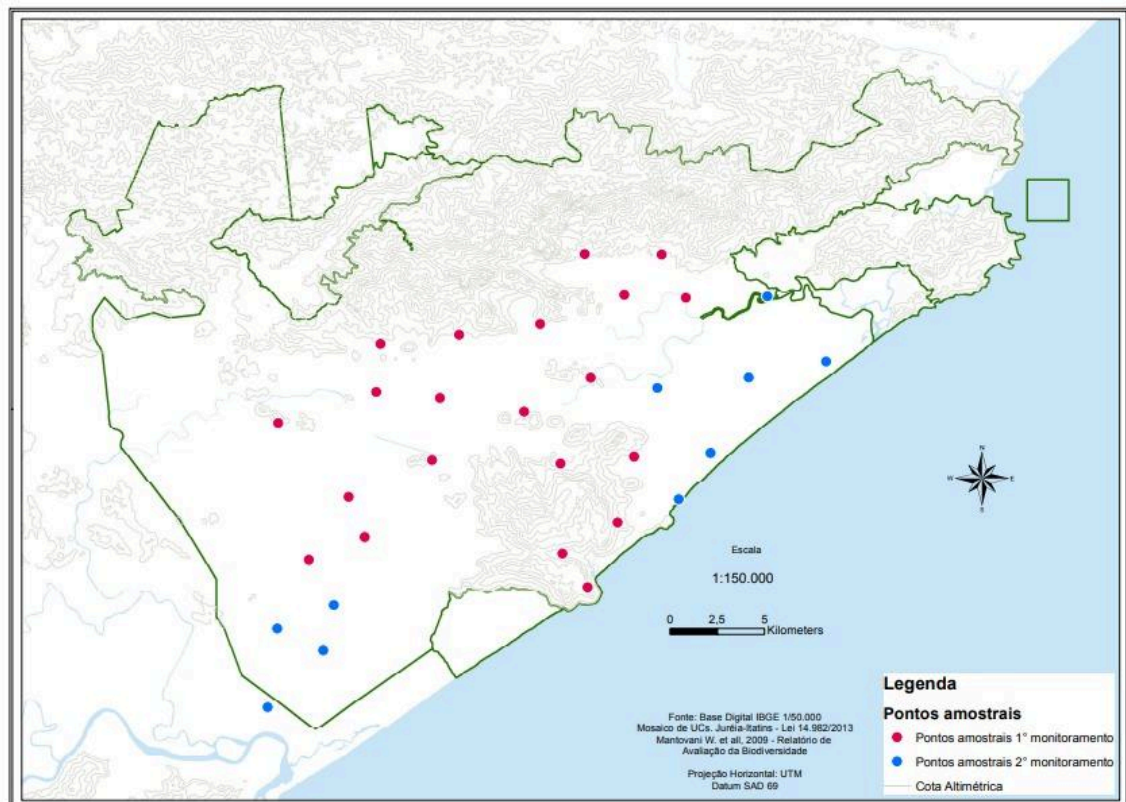 N
W
E
S
Escala
1:150.000
0 2,5 5
Kilometers
Fonte: Base Digital IBGE 1/50.000
Mosaico de UCs. Juréia-Itatins - Lei 14.982/2013
Mantovani W. et all, 2009 - Relatório de
Avaliação da Biodiversidade
Projeção Horizontal: UTM
Datum SAD 69
Legenda
Pontos amostrais
Pontos amostrais 1° monitoramento
Pontos amostrais 2° monitoramento
Cota Altimétrica